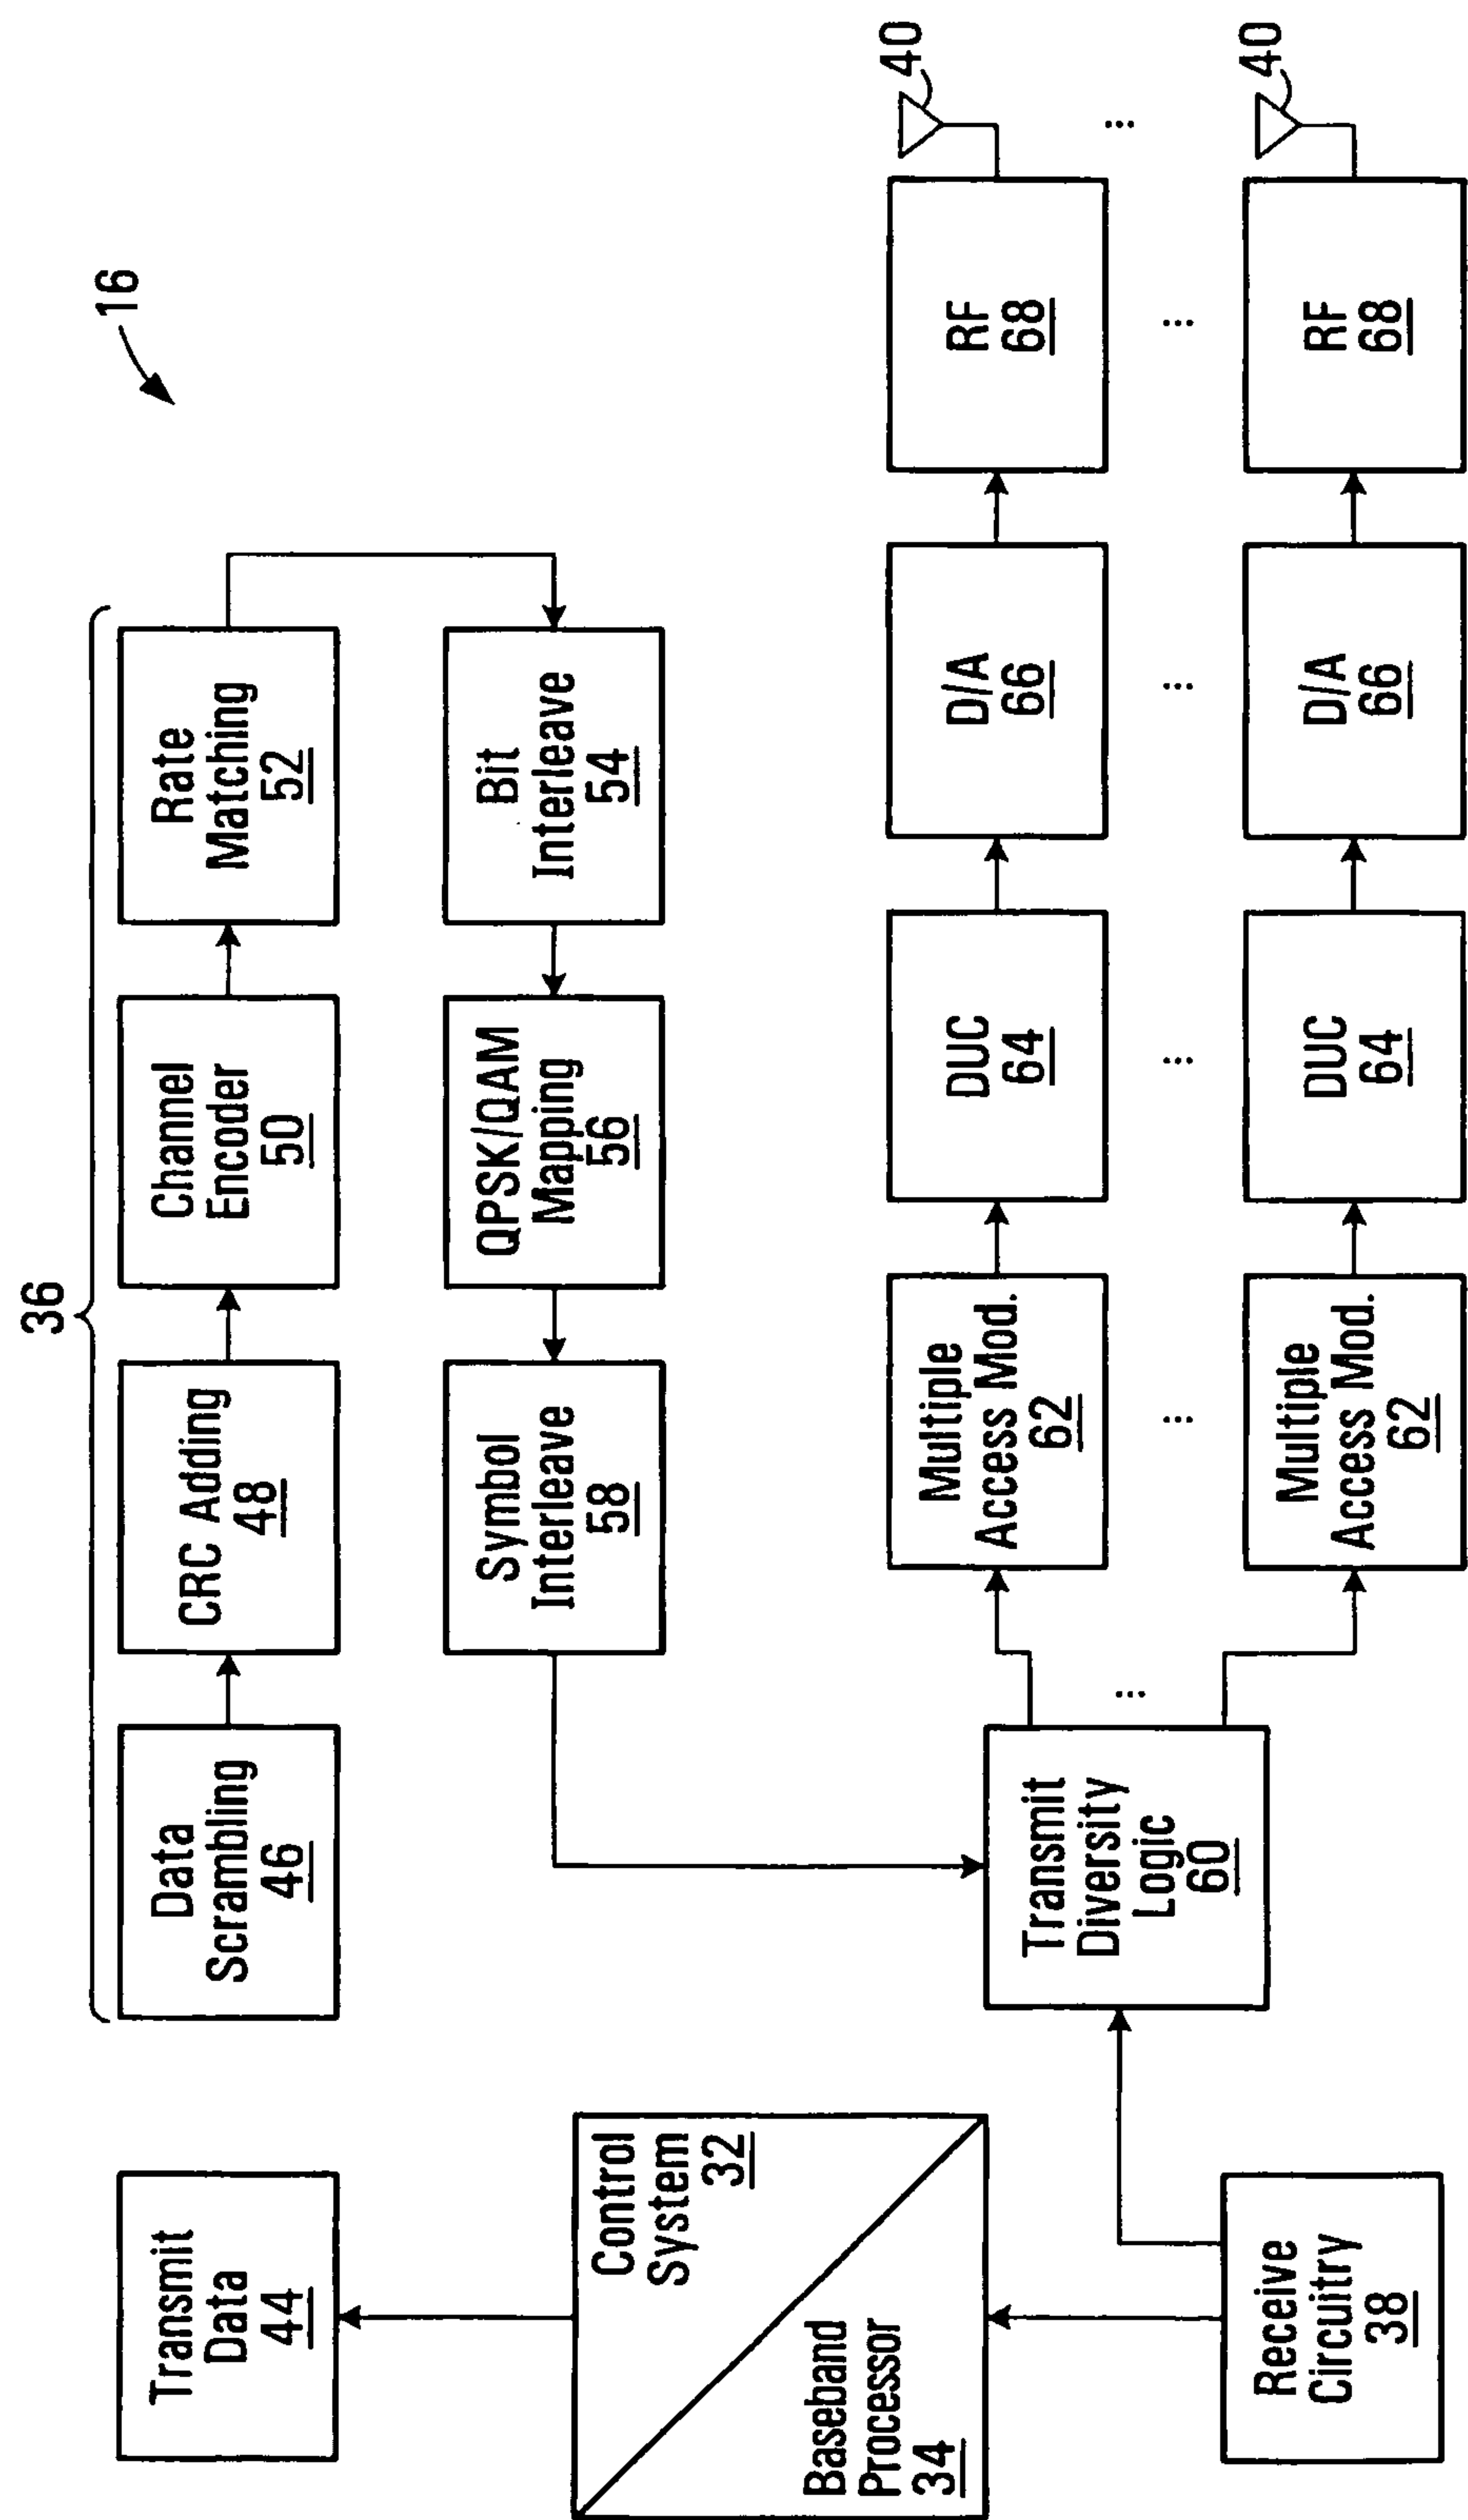 16
36
Transmit
Data
44
Data
Scrambling
46
CRC Adding
48
Channel
Encoder
50
Rate
Matching
52
Control
System
32
Baseband
Processor
34
Symbol
Interleave
58
QPSK/QAM
Mapping
56
Bit
Interleave
54
Receive
Circuitry
38
Transmit
Diversity
Logic
60
Multiple
Access Mod.
62
DUC
64
D/A
66
RF
68
40
Multiple
Access Mod.
62
DUC
64
D/A
66
RF
68
40